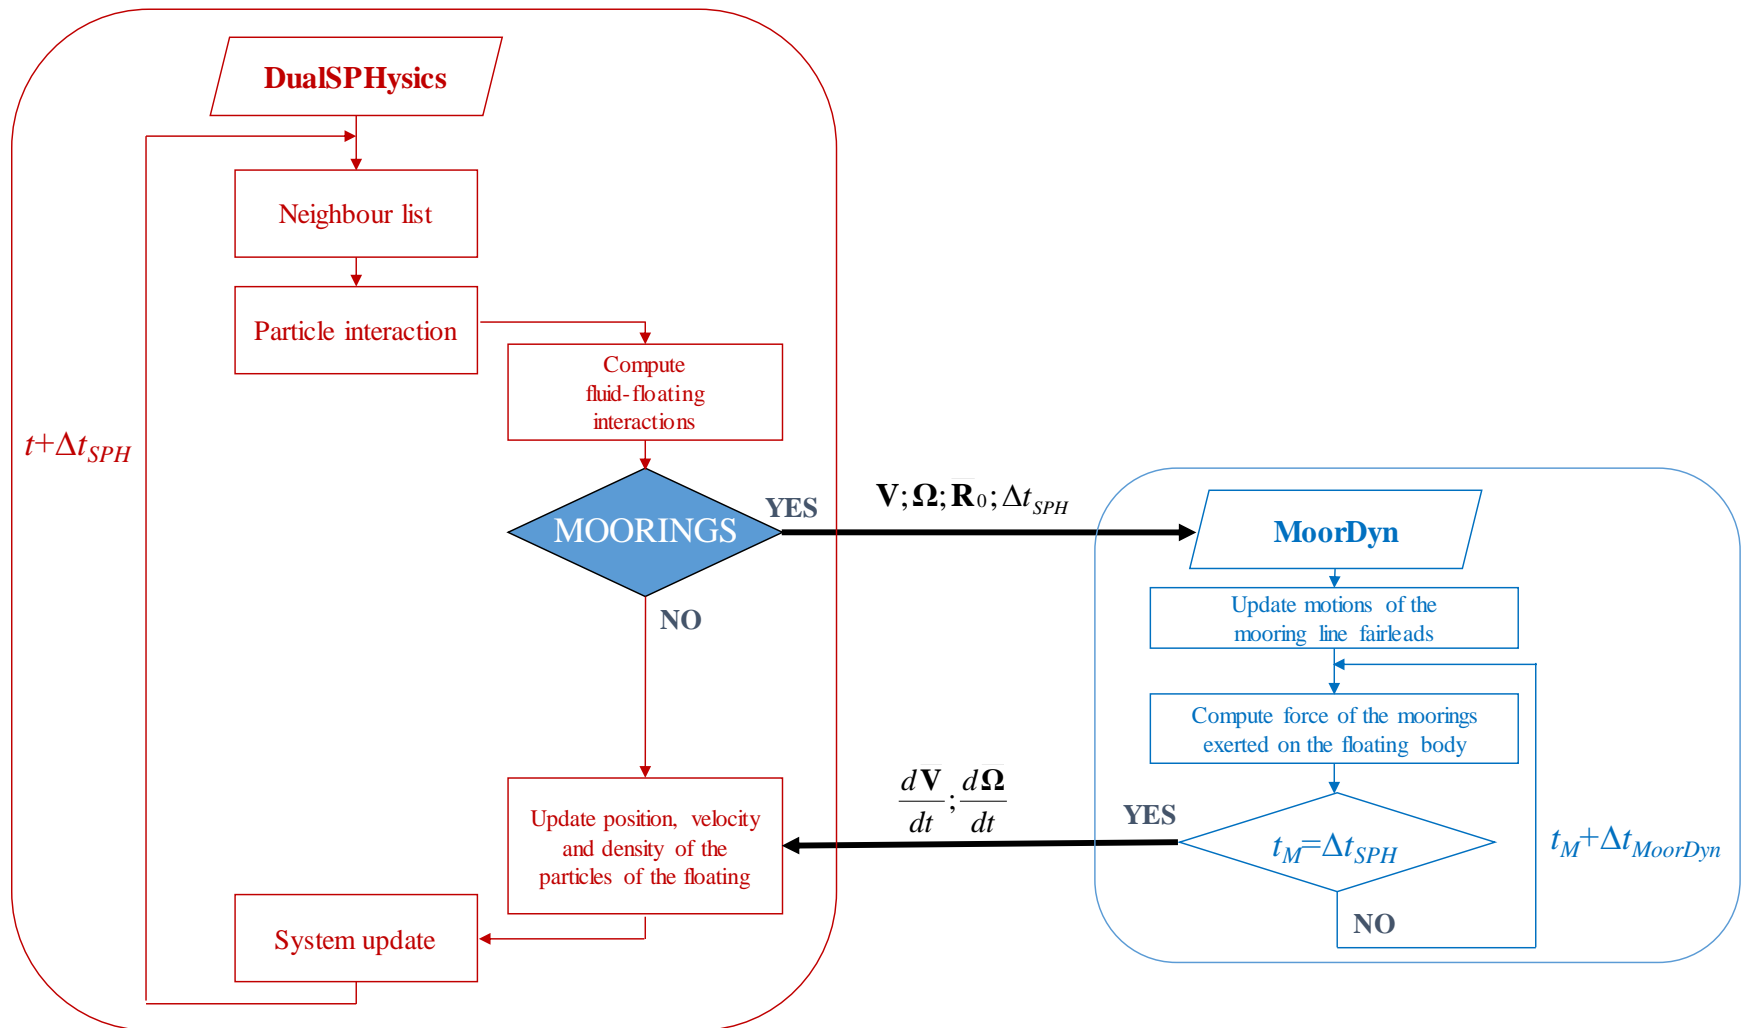 DualSPHysics
Neighbour list
Particle interaction
Compute
fluid-floating
interactions
t+Δt_SPH
MOORINGS
YES
NO
V; Ω; R₀; Δt_SPH
MoorDyn
Update motions of the
mooring line fairleads
Compute force of the moorings
exerted on the floating body
t_M=Δt_SPH
YES
NO
t_M+Δt_MoorDyn
dV/dt; dΩ/dt
Update position, velocity
and density of the
particles of the floating
System update